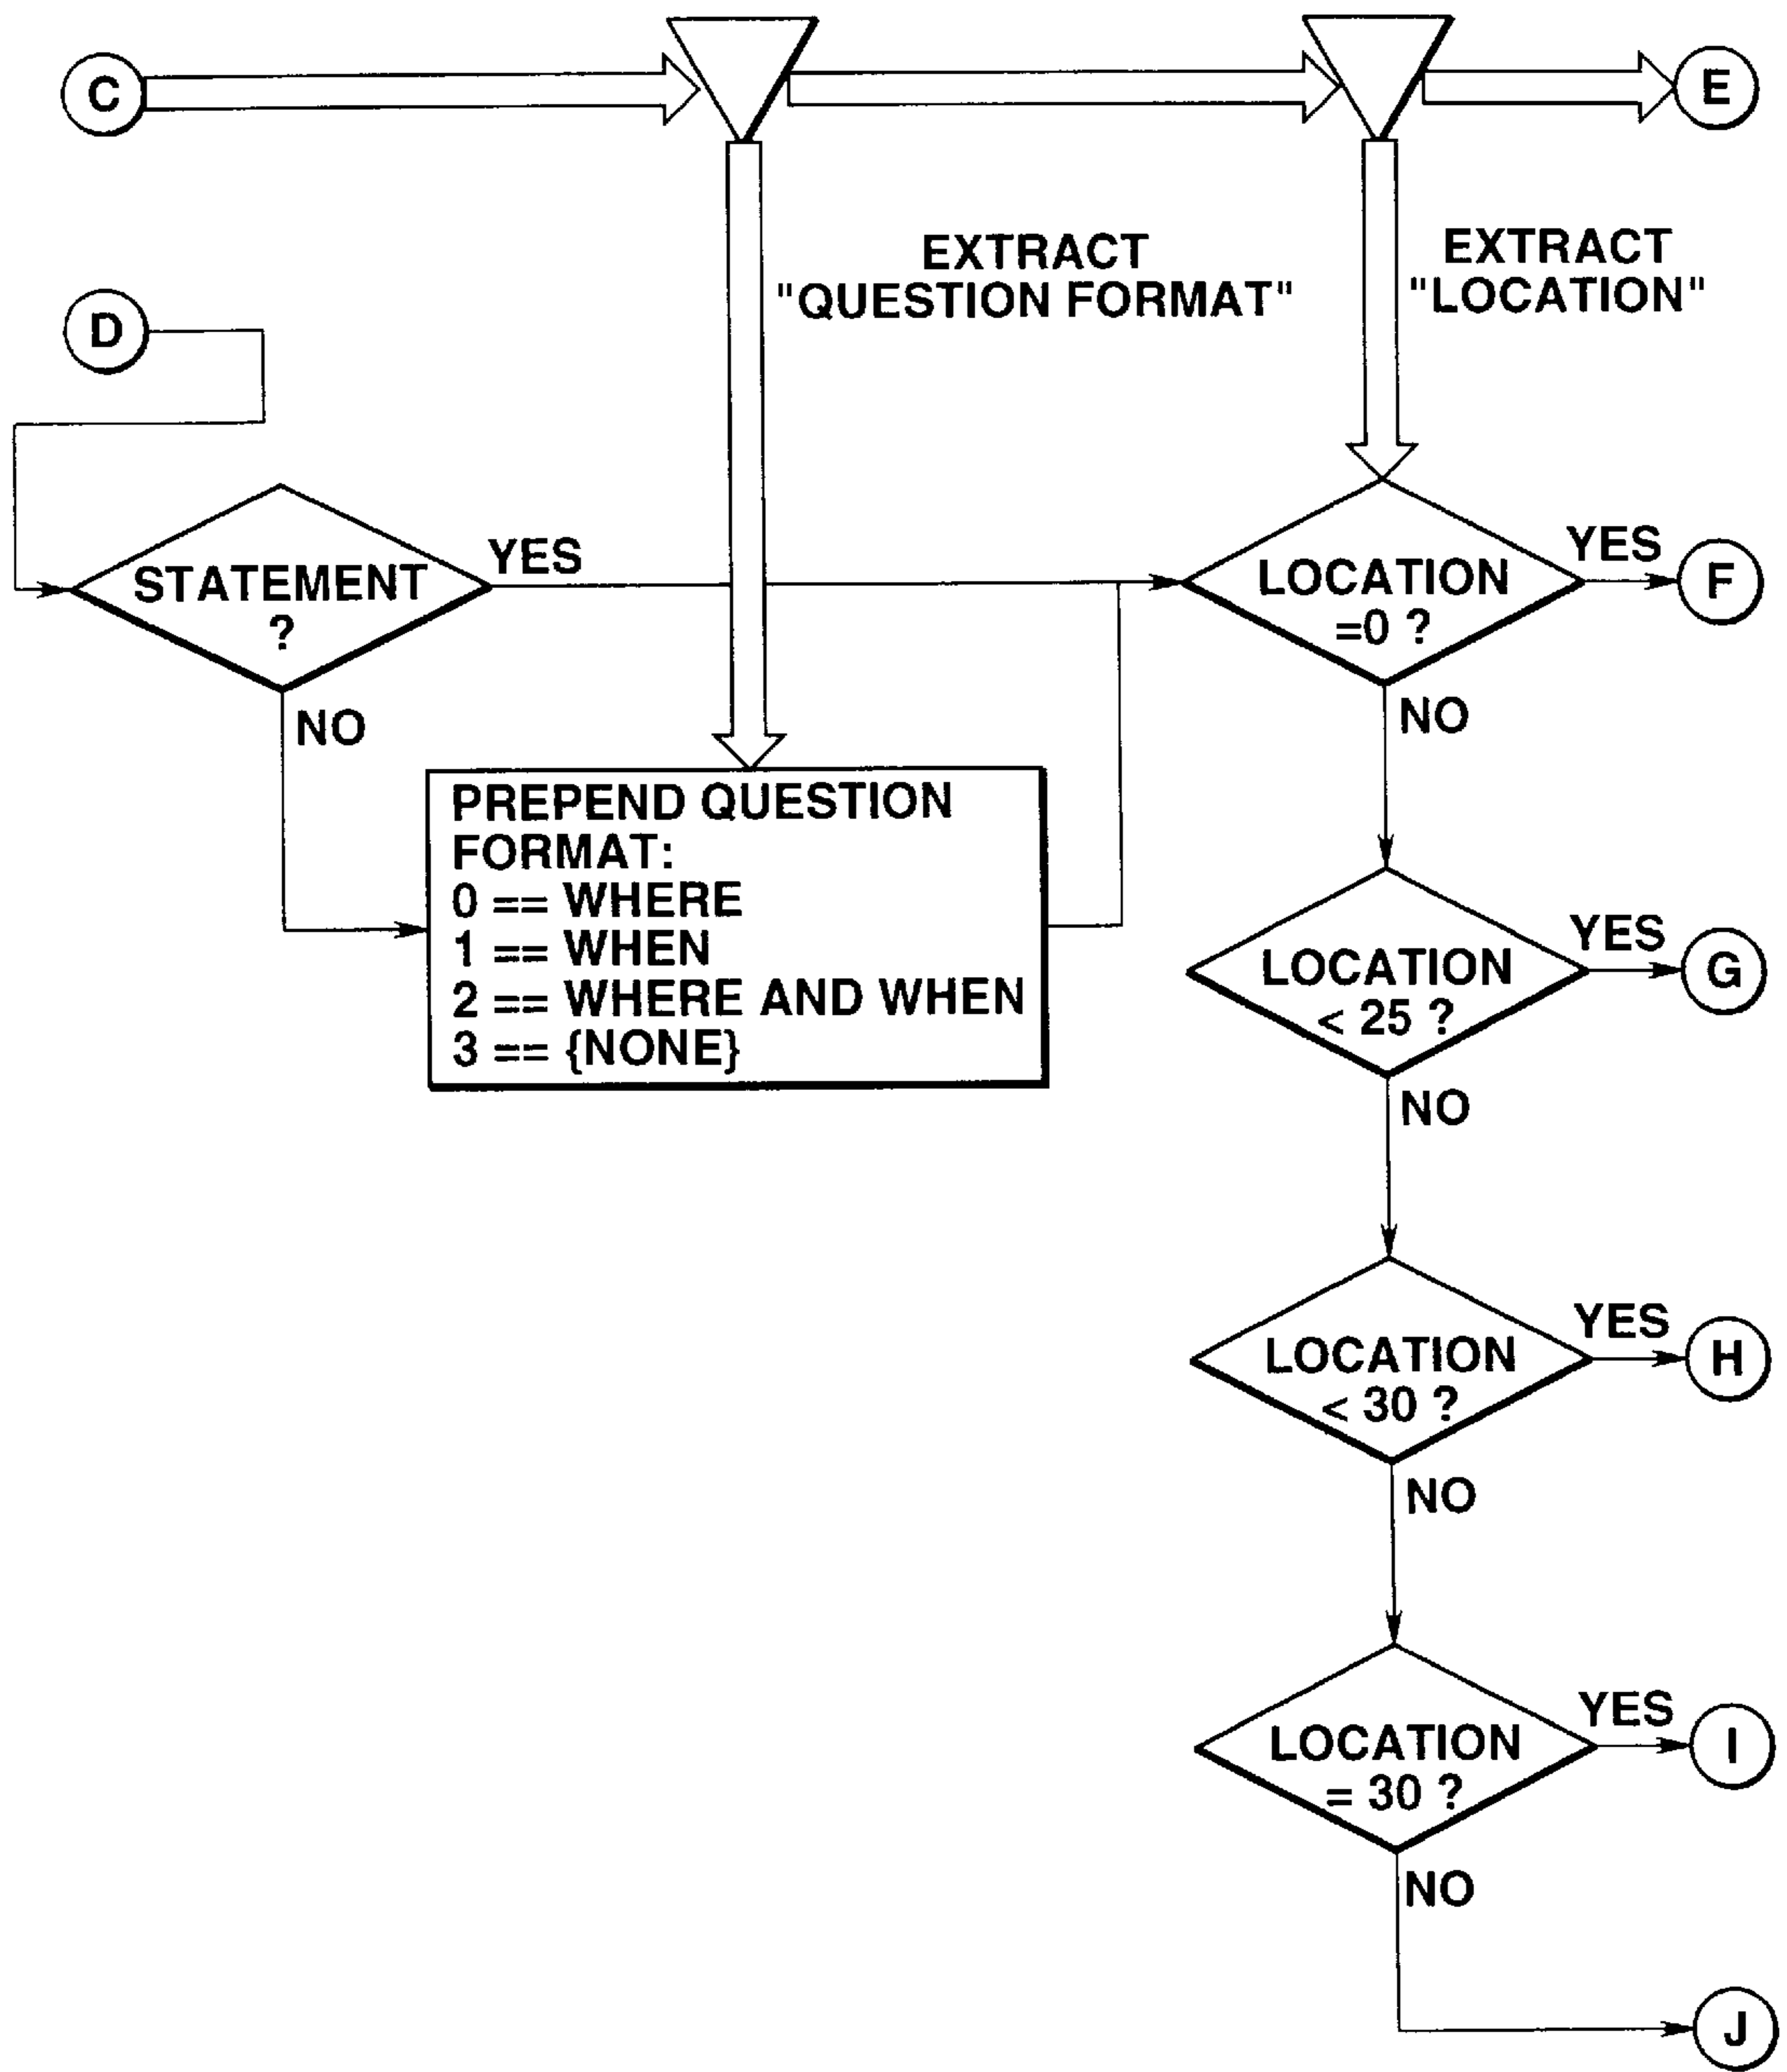 C
E
EXTRACT
"QUESTION FORMAT"
EXTRACT
"LOCATION"
D
STATEMENT
?
YES
NO
PREPEND QUESTION
FORMAT:
0 == WHERE
1 == WHEN
2 == WHERE AND WHEN
3 == {NONE}
LOCATION
=0 ?
YES
F
NO
LOCATION
< 25 ?
YES
G
NO
LOCATION
< 30 ?
YES
H
NO
LOCATION
= 30 ?
YES
I
NO
J